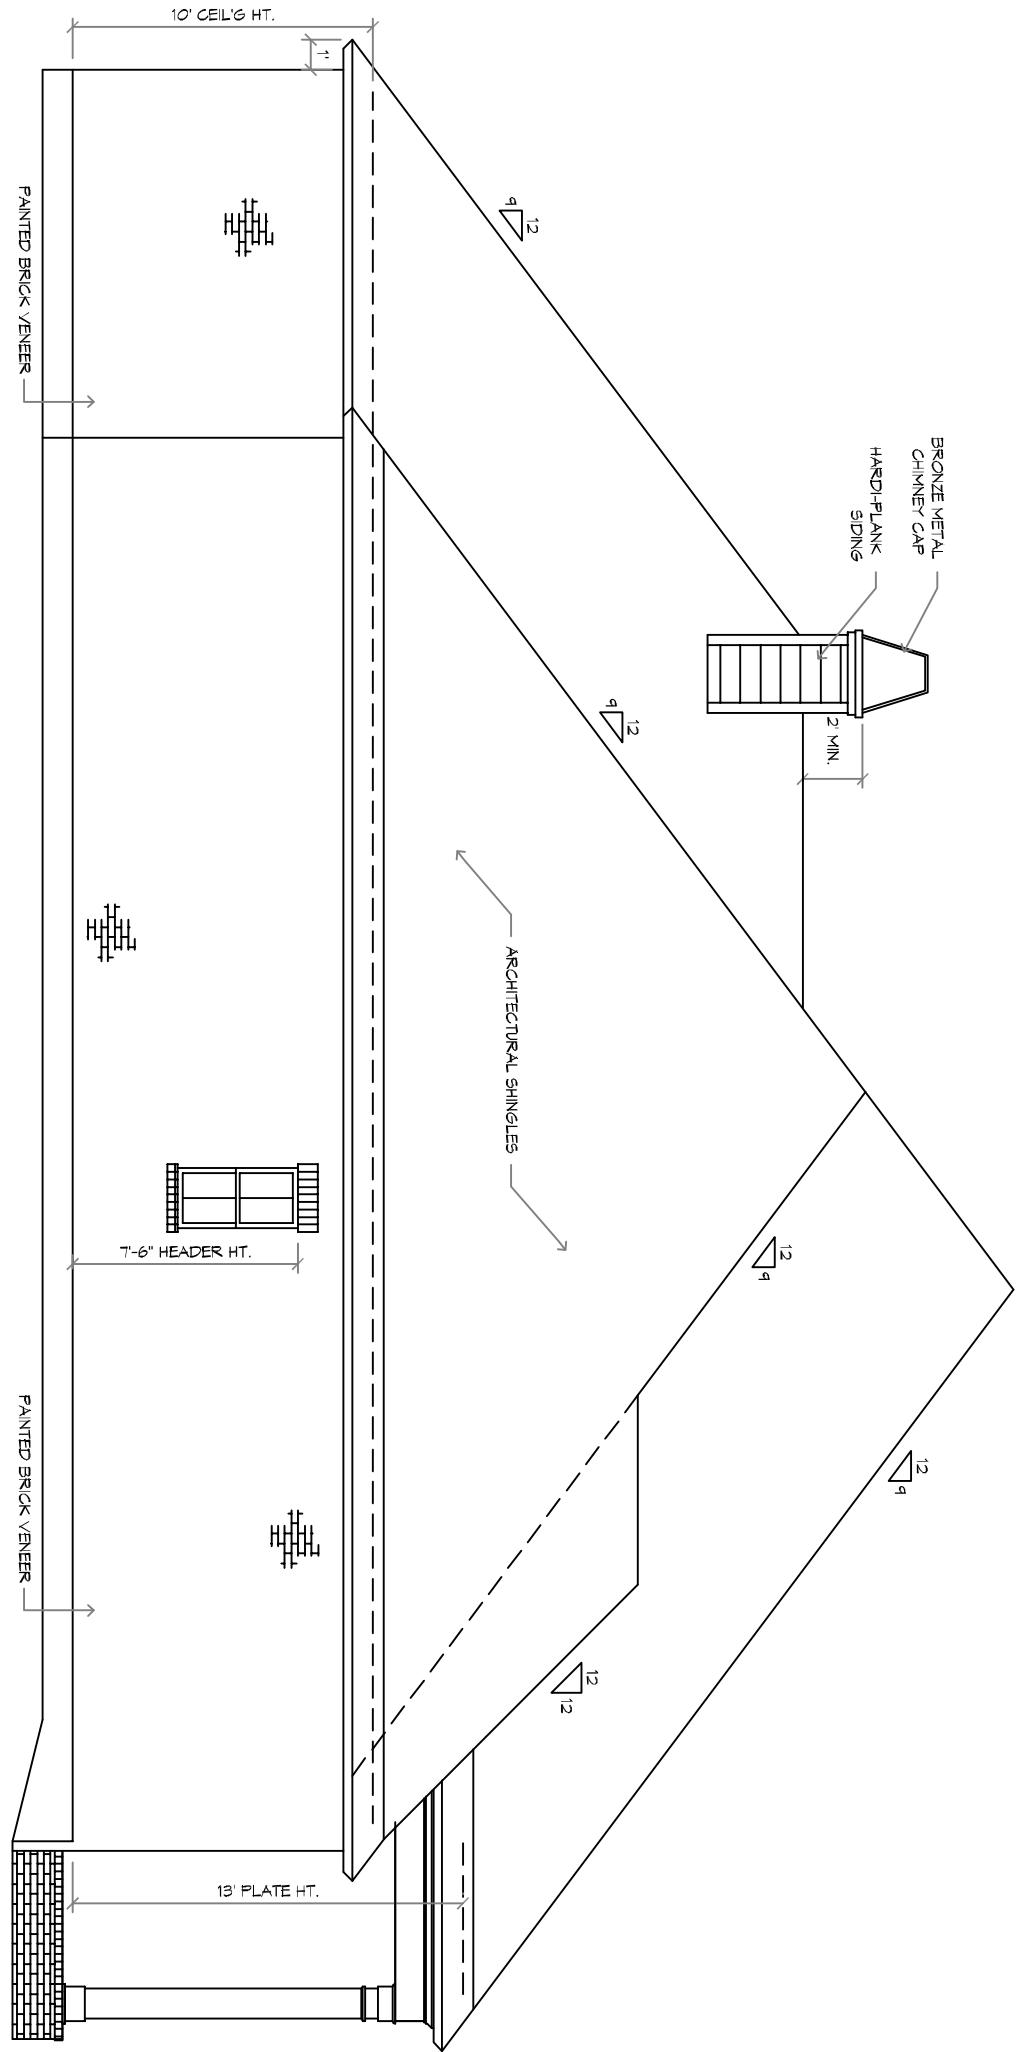 BRONZE METAL
CHIMNEY CAP
HARDI-PLANK
SIDING
2' MIN.
12
9
12
9
12
9
12
9
12
12
ARCHITECTURAL SHINGLES
10' CEIL'G HT.
1'
7'-6" HEADER HT.
13' PLATE HT.
PAINTED BRICK VENEER
PAINTED BRICK VENEER